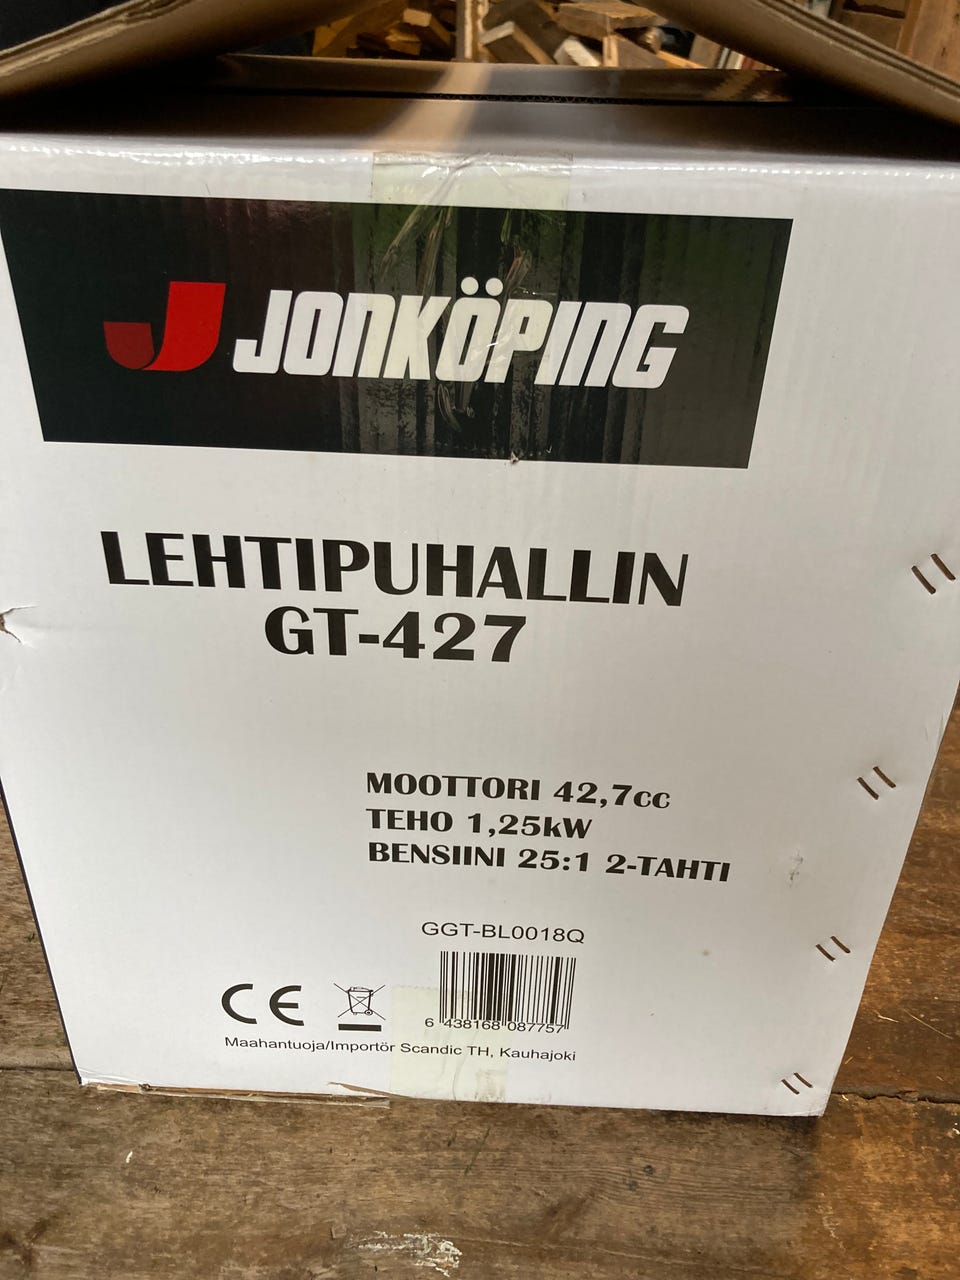 JONKÖPING
LEHTIPUHALLIN
GT-427
MOOTTORI 42,7cc
TEHO 1,25kW
BENSIINI 25:1 2-TAHTI
GGT-BL0018Q
6 438168 087757
CE
Maahantuoja/Importör Scandic TH, Kauhajoki